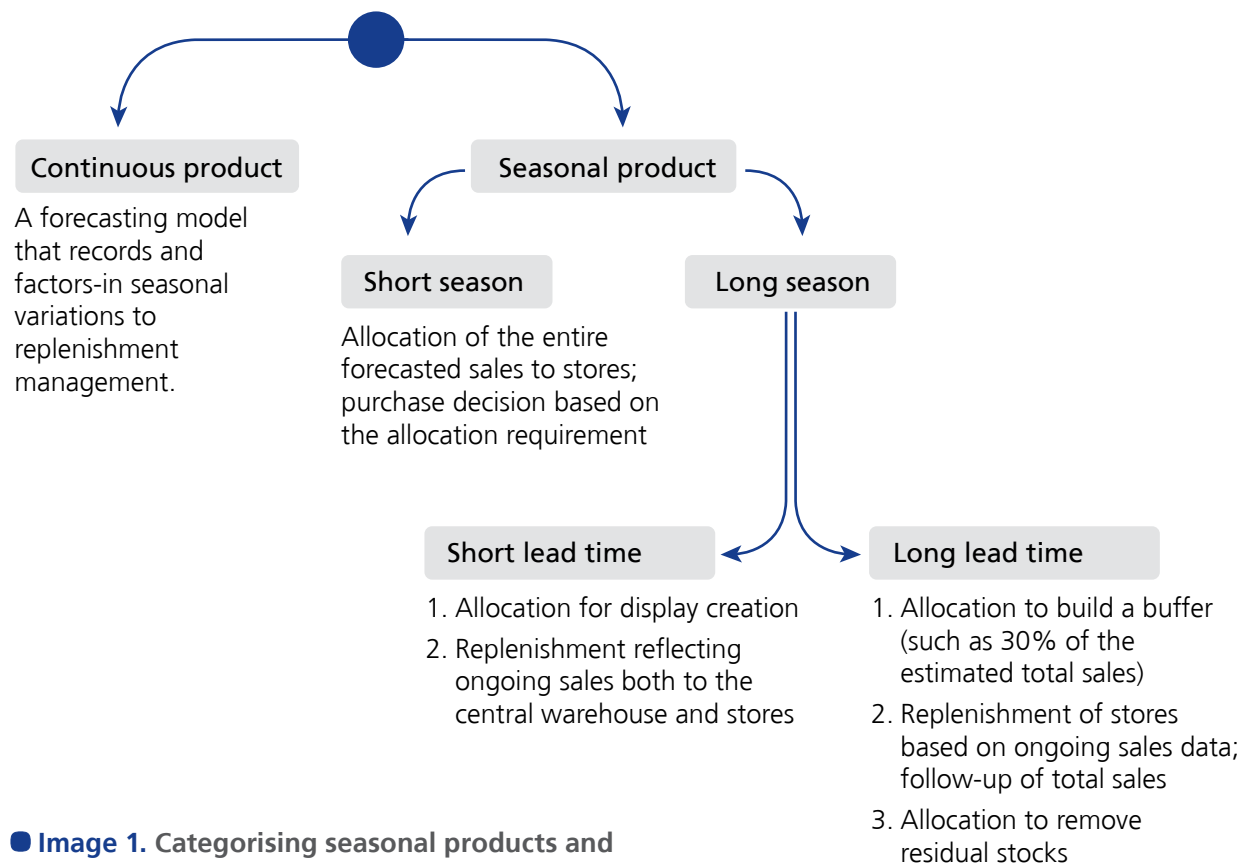 Continuous product
A forecasting model
that records and
factors-in seasonal
variations to
replenishment
management.
Seasonal product
Short season
Allocation of the entire
forecasted sales to stores;
purchase decision based on
the allocation requirement
Long season
Short lead time
1. Allocation for display creation
2. Replenishment reflecting
ongoing sales both to the
central warehouse and stores
Long lead time
1. Allocation to build a buffer
(such as 30% of the
estimated total sales)
2. Replenishment of stores
based on ongoing sales data;
follow-up of total sales
3. Allocation to remove
residual stocks
Image 1. Categorising seasonal products and